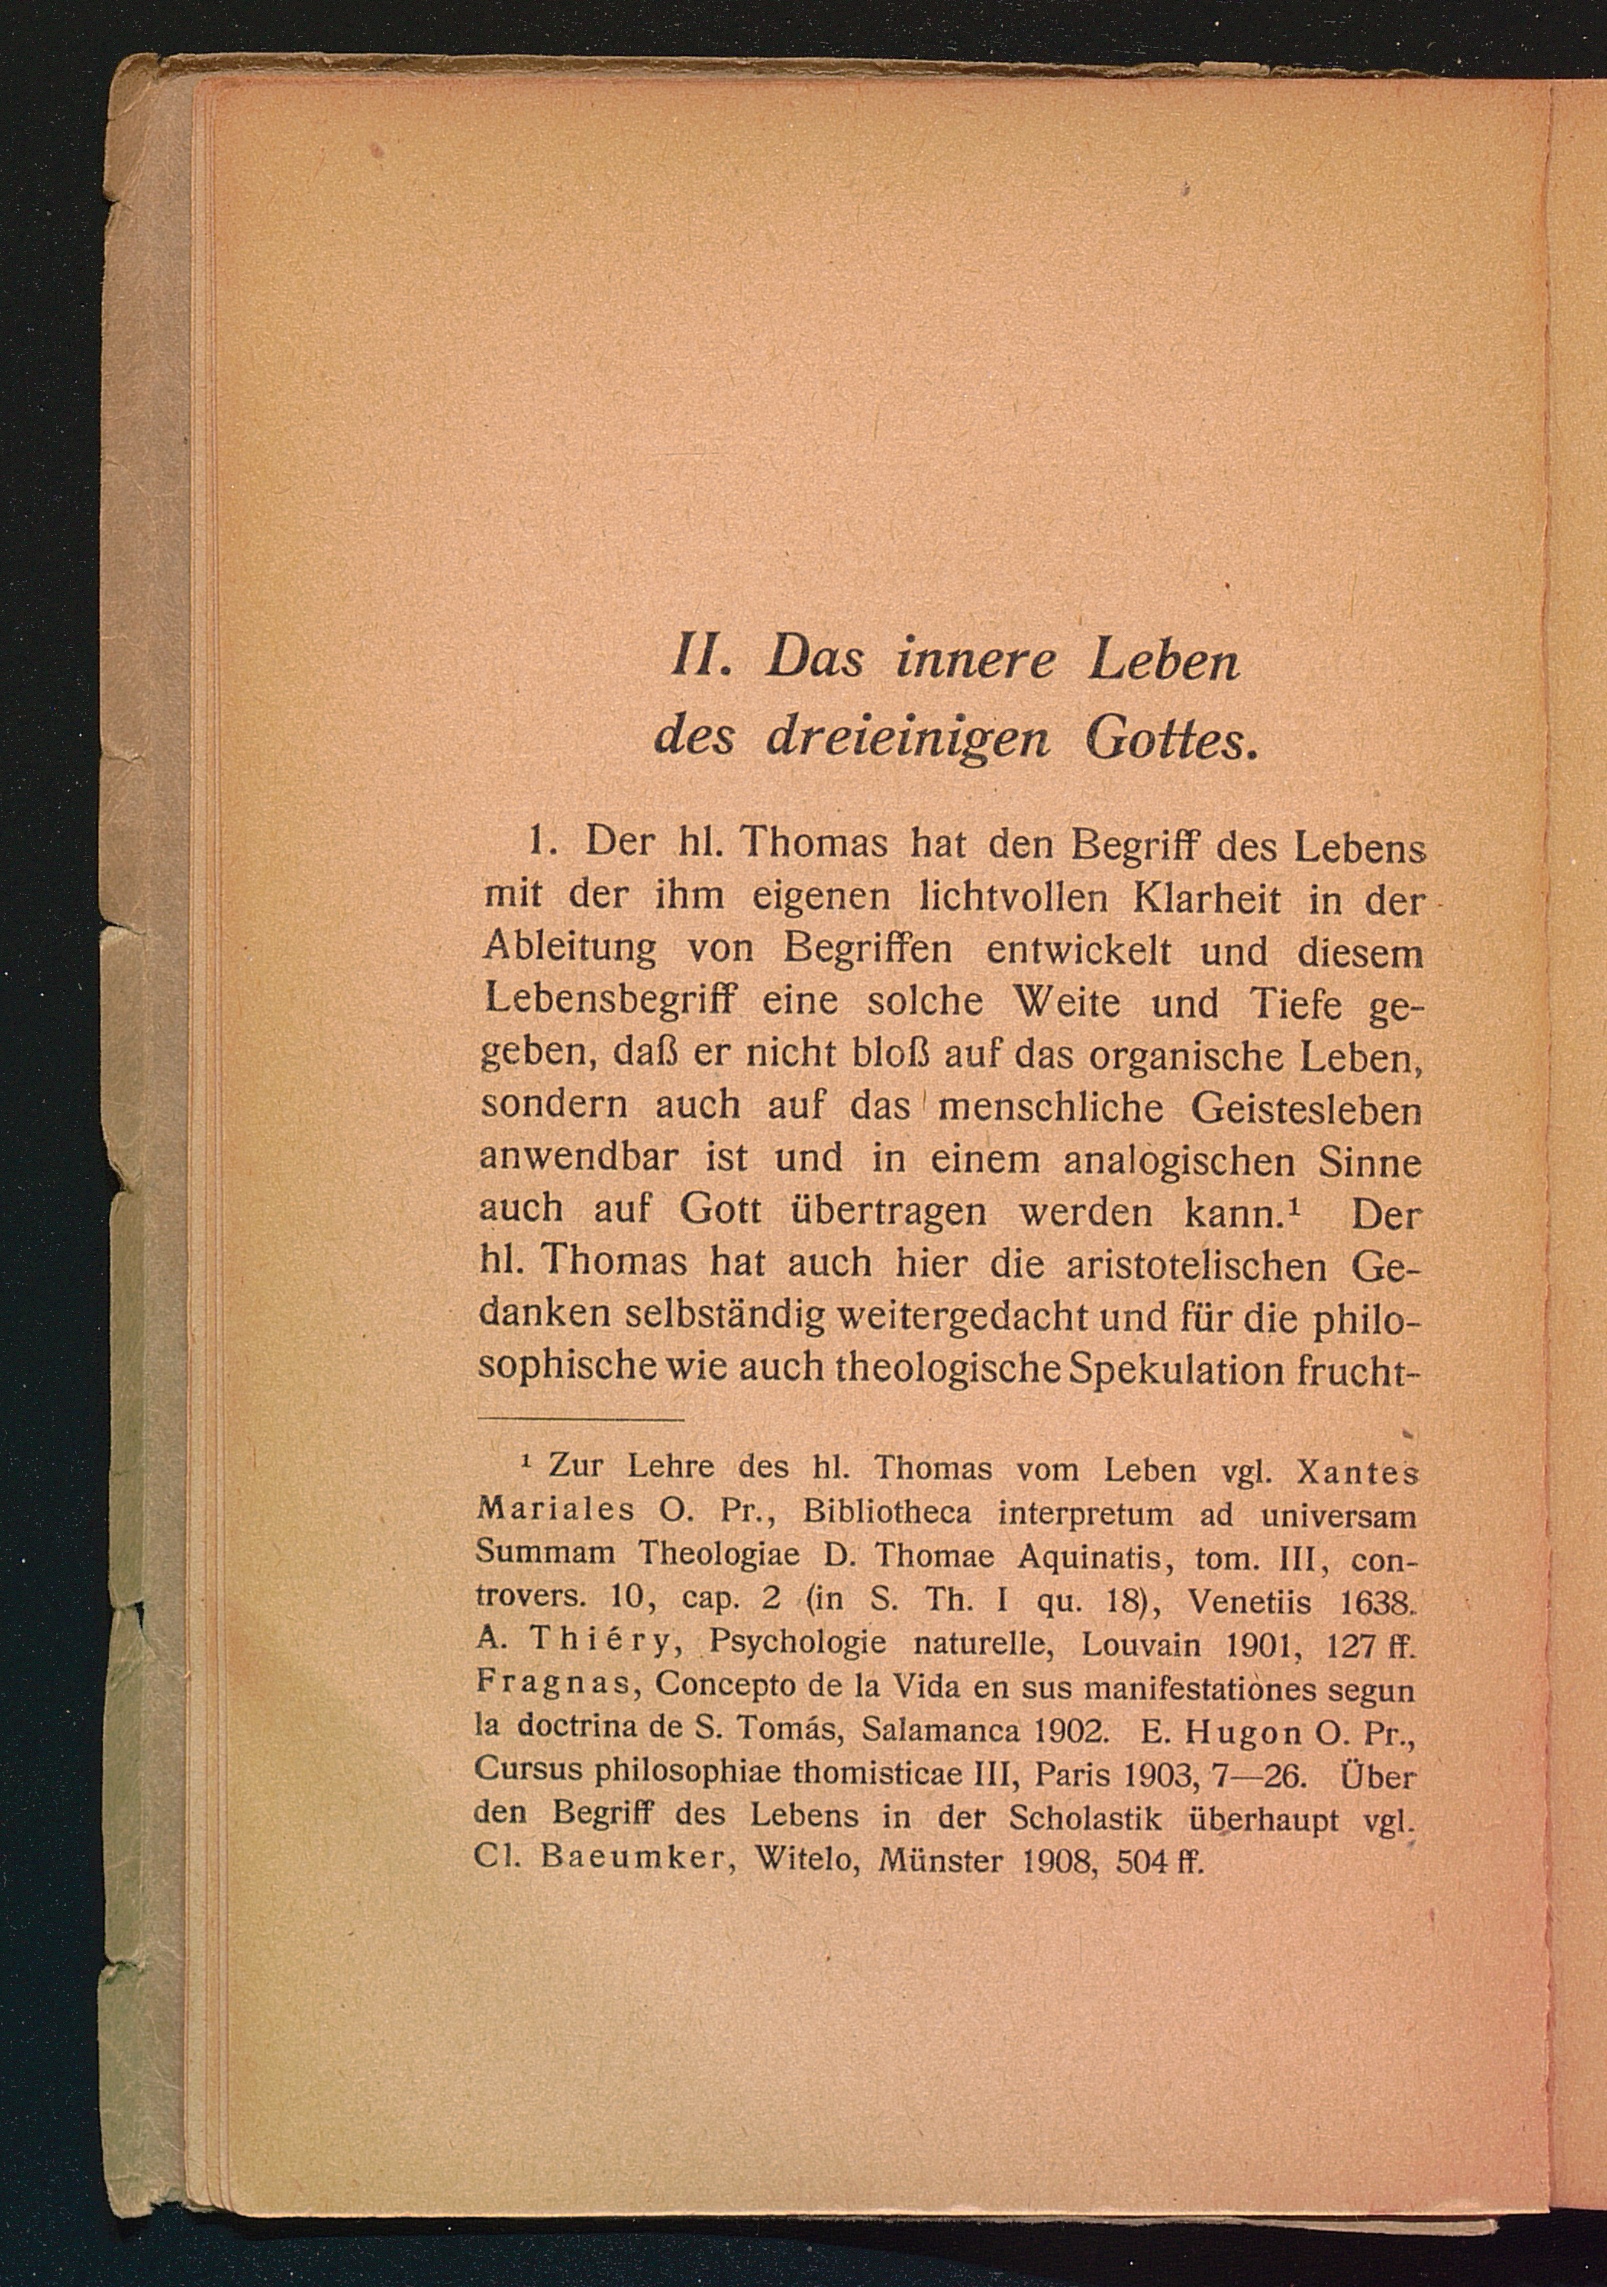 II. Das innere Leben
des dreieinigen Gottes.
1. Der hl. Thomas hat den Begriff des Lebens
mit der ihm eigenen lichtvollen Klarheit in der
Ableitung von Begriffen entwickelt und diesem
Lebensbegriff eine solche Weite und Tiefe ge-
geben, daß er nicht bloß auf das organische Leben,
sondern auch auf das menschliche Geistesleben
anwendbar ist und in einem analogischen Sinne
auch auf Gott übertragen werden kann.¹ Der
hl. Thomas hat auch hier die aristotelischen Ge-
danken selbständig weitergedacht und für die philo-
sophische wie auch theologische Spekulation frucht-
¹ Zur Lehre des hl. Thomas vom Leben vgl. Xantes
Mariales O. Pr., Bibliotheca interpretum ad universam
Summam Theologiae D. Thomae Aquinatis, tom. III, con-
trovers. 10, cap. 2 (in S. Th. I qu. 18), Venetiis 1638.
A. Thiéry, Psychologie naturelle, Louvain 1901, 127 ff.
Fragnas, Concepto de la Vida en sus manifestationes segun
la doctrina de S. Tomás, Salamanca 1902. E. Hugon O. Pr.,
Cursus philosophiae thomisticae III, Paris 1903, 7—26. Über
den Begriff des Lebens in der Scholastik überhaupt vgl.
Cl. Baeumker, Witelo, Münster 1908, 504 ff.